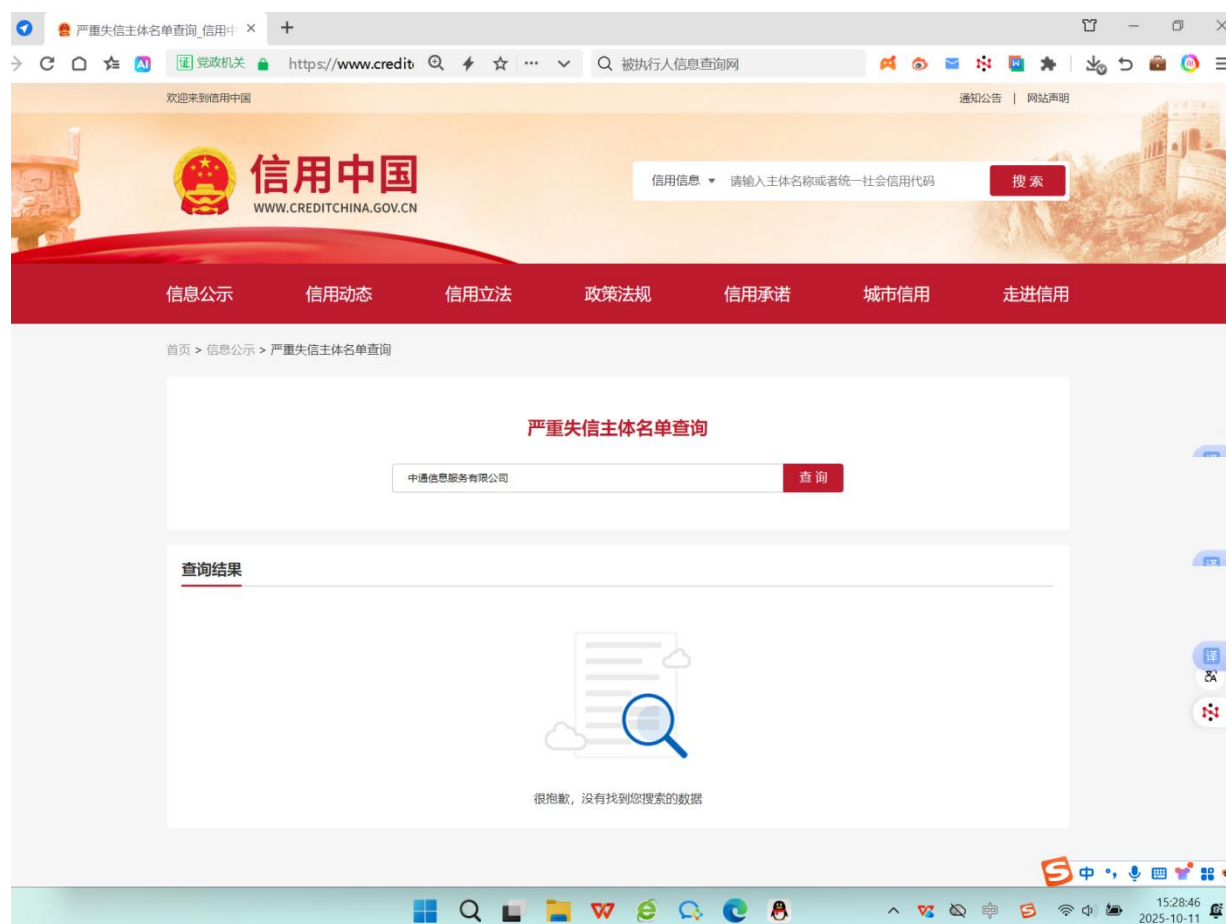 严重失信主体名单查询_信用中
证 党政机关 https://www.credit 被执行人信息查询网
欢迎来到信用中国
通知公告 | 网站声明
信用中国
WWW.CREDITCHINA.GOV.CN
信用信息 请输入主体名称或者统一社会信用代码 搜索
信息公示 信用动态 信用立法 政策法规 信用承诺 城市信用 走进信用
首页 > 信息公示 > 严重失信主体名单查询
严重失信主体名单查询
中通信息服务有限公司 查询
查询结果
译
很抱歉，没有找到您搜索的数据
中
15:28:46
2025-10-11